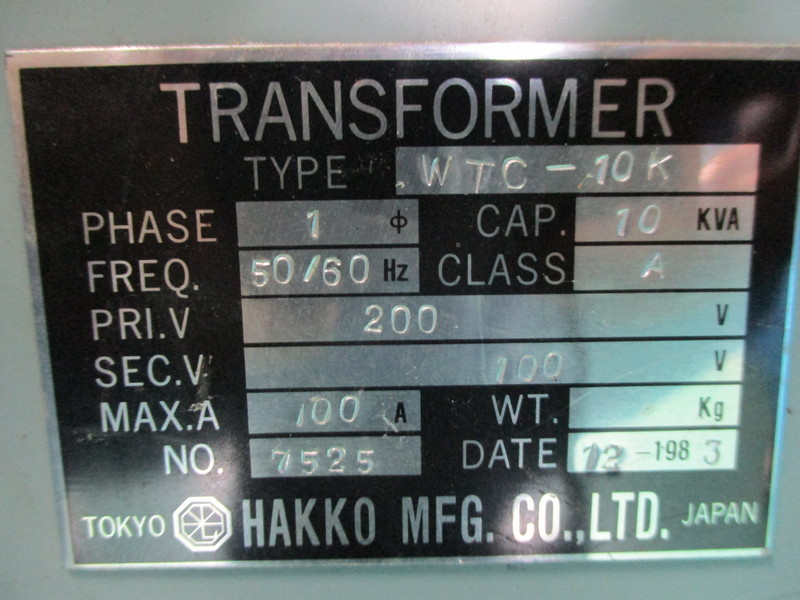 TRANSFORMER
TYPE WTC-10K
PHASE 1 ϕ CAP. 10 KVA
FREQ. 50/60 Hz CLASS A
PRI.V 200 V
SEC.V 100 V
MAX.A 100 A WT. Kg
NO. 7525 DATE 12-1983
TOKYO HAKKO MFG. CO.,LTD. JAPAN